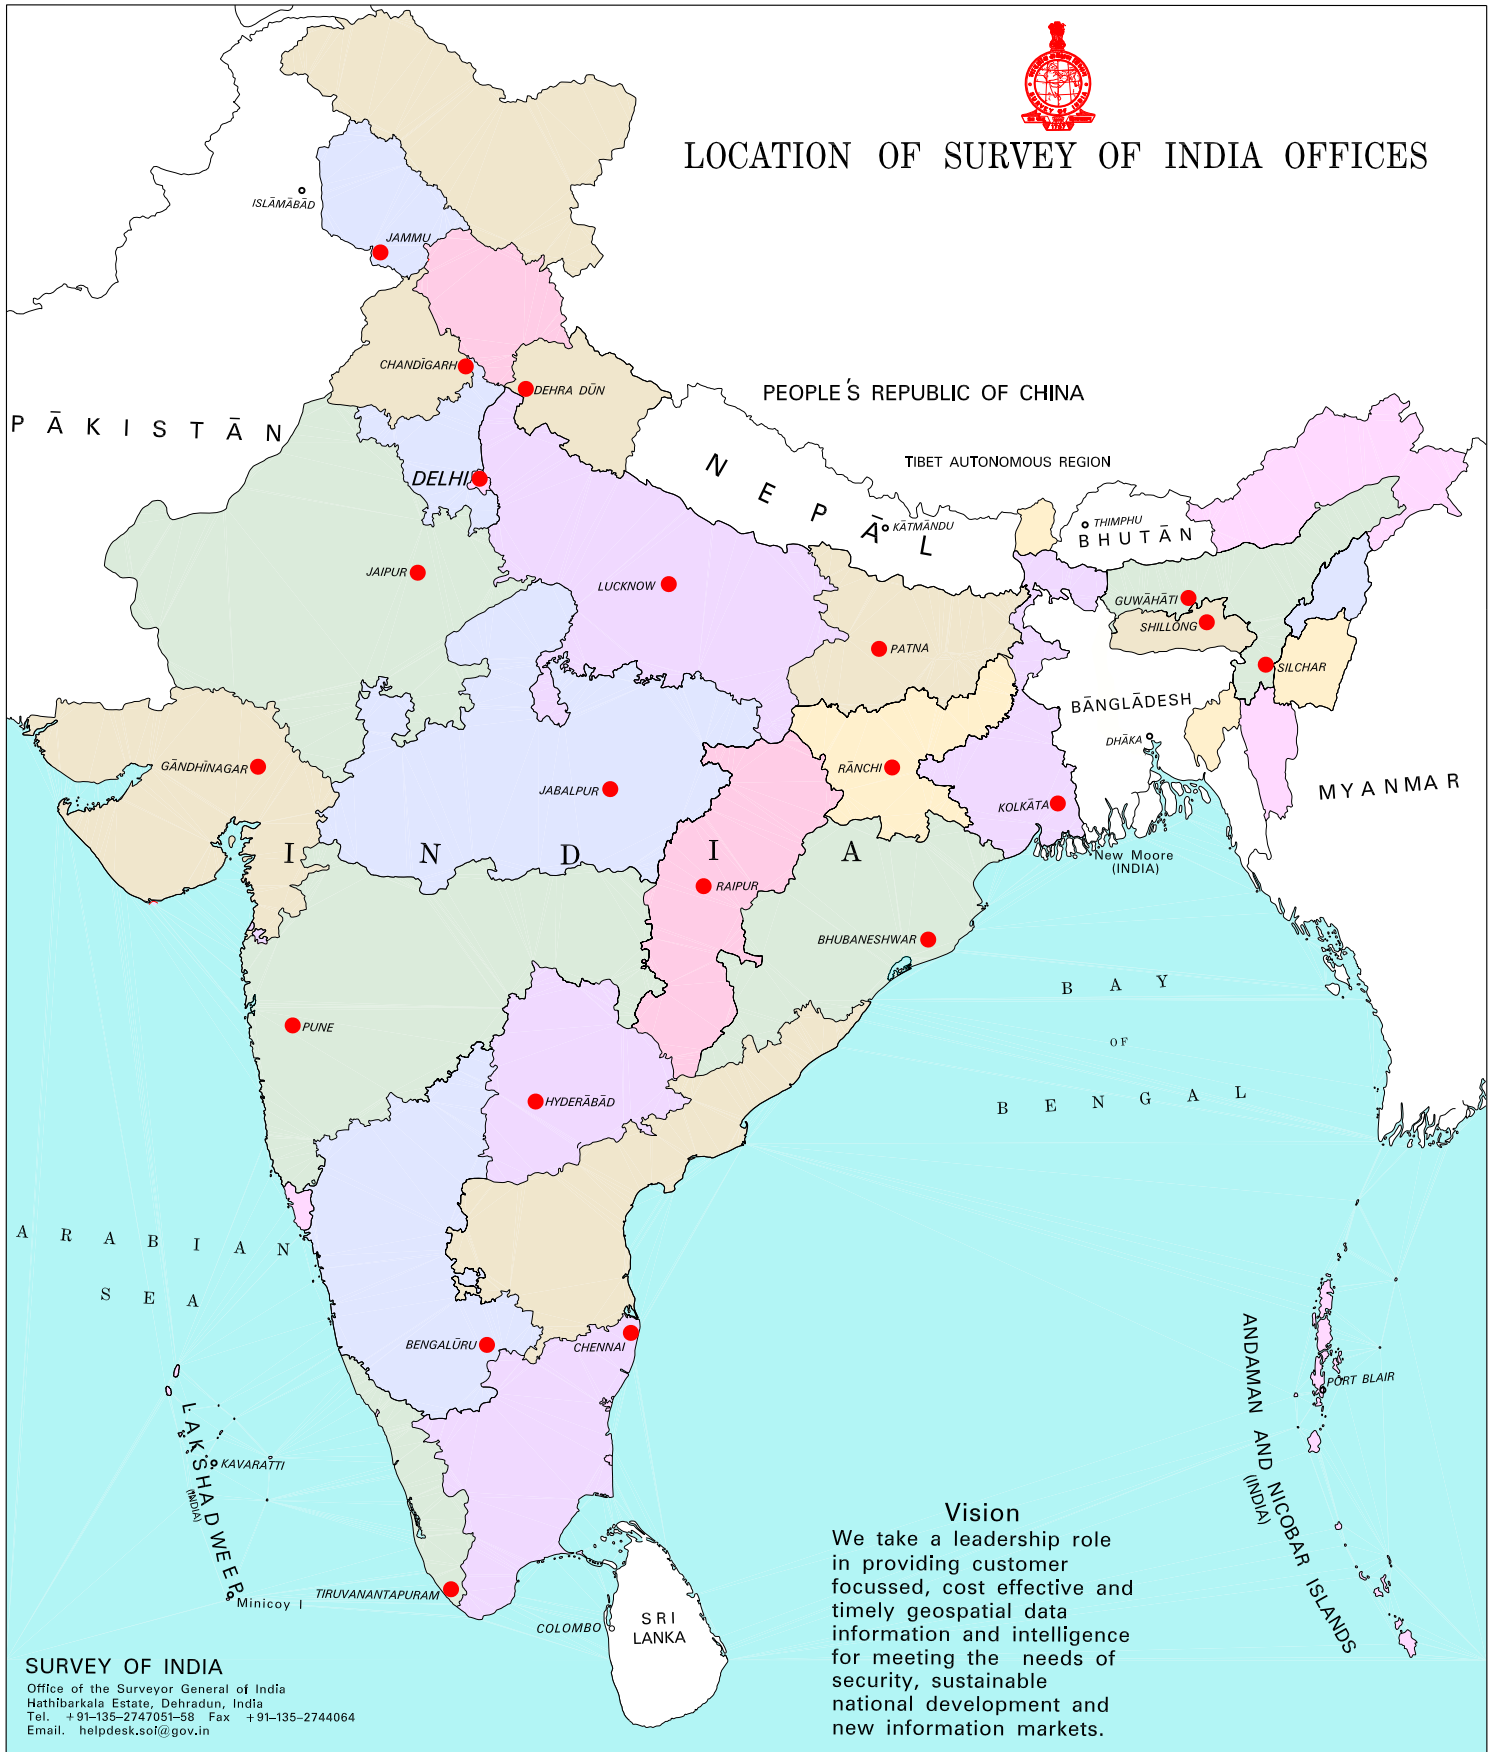 LOCATION OF SURVEY OF INDIA OFFICES
ISLĀMĀBĀD
JAMMU
CHANDĪGARH
DEHRA DŪN
PEOPLE'S REPUBLIC OF CHINA
PĀKISTĀN
TIBET AUTONOMOUS REGION
DELHI
NEPĀL
KĀTMĀNDU
THIMPHU
BHUTĀN
JAIPUR
LUCKNOW
GUWĀHĀTI
SHILLONG
PATNA
SILCHAR
BĀNGLĀDESH
DHĀKA
GĀNDHĪNAGAR
RĀNCHI
JABALPUR
KOLKĀTA
MYANMAR
INDIA
New Moore
(INDIA)
RAIPUR
BHUBANESHWAR
BAY
OF
BENGAL
PUNE
HYDERĀBĀD
ARABIAN
SEA
BENGALŪRU
CHENNAI
PORT BLAIR
ANDAMAN AND NICOBAR ISLANDS
(INDIA)
LAKSHADWEEP
(INDIA)
KAVARATTI
Minicoy I
TIRUVANANTAPURAM
COLOMBO
SRI
LANKA
Vision
We take a leadership role
in providing customer
focussed, cost effective and
timely geospatial data
information and intelligence
for meeting the needs of
security, sustainable
national development and
new information markets.
SURVEY OF INDIA
Office of the Surveyor General of India
Hathibarkala Estate, Dehradun, India
Tel. +91-135-2747051-58 Fax +91-135-2744064
Email. helpdesk.soi@gov.in